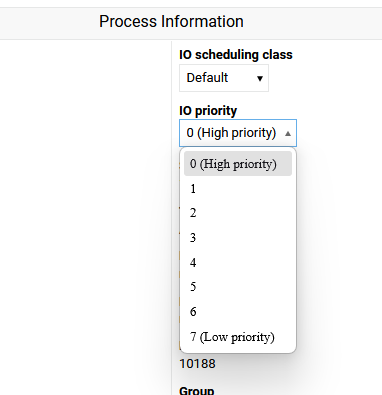 Process Information
IO scheduling class
Default
IO priority
0 (High priority)
0 (High priority)
1
2
3
4
5
6
7 (Low priority)
10188
Group